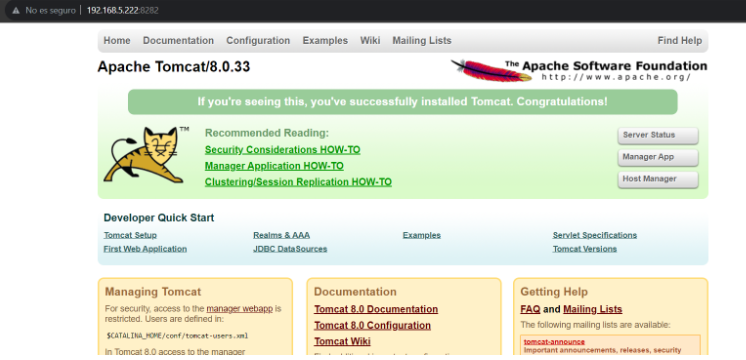 No es seguro | 192.168.5.222:8282
Home Documentation Configuration Examples Wiki Mailing Lists Find Help
Apache Tomcat/8.0.33
The Apache Software Foundation
http://www.apache.org/
If you're seeing this, you've successfully installed Tomcat. Congratulations!
TM
Recommended Reading:
Security Considerations HOW-TO
Manager Application HOW-TO
Clustering/Session Replication HOW-TO
Server Status
Manager App
Host Manager
Developer Quick Start
Tomcat Setup
First Web Application
Realms & AAA
JDBC DataSources
Examples
Servlet Specifications
Tomcat Versions
Managing Tomcat
For security, access to the manager webapp is
restricted. Users are defined in:
$CATALINA_HOME/conf/tomcat-users.xml
In Tomcat 8.0 access to the manager
Documentation
Tomcat 8.0 Documentation
Tomcat 8.0 Configuration
Tomcat Wiki
Getting Help
FAQ and Mailing Lists
The following mailing lists are available:
tomcat-announce
Important announcements, releases, security